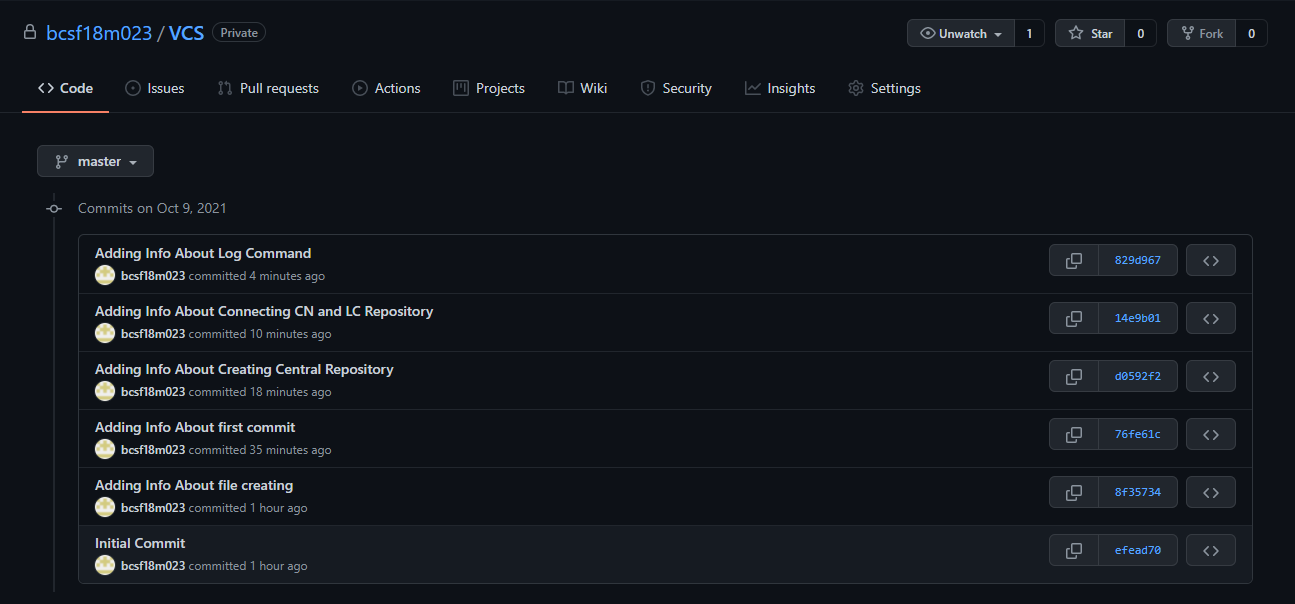 bcsf18m023 / VCS Private Unwatch 1 Star 0 Fork 0
Code Issues Pull requests Actions Projects Wiki Security Insights Settings
master
Commits on Oct 9, 2021
Adding Info About Log Command
bcsf18m023 committed 4 minutes ago 829d967
Adding Info About Connecting CN and LC Repository
bcsf18m023 committed 10 minutes ago 14e9b01
Adding Info About Creating Central Repository
bcsf18m023 committed 18 minutes ago d0592f2
Adding Info About first commit
bcsf18m023 committed 35 minutes ago 76fe61c
Adding Info About file creating
bcsf18m023 committed 1 hour ago 8f35734
Initial Commit
bcsf18m023 committed 1 hour ago efead70